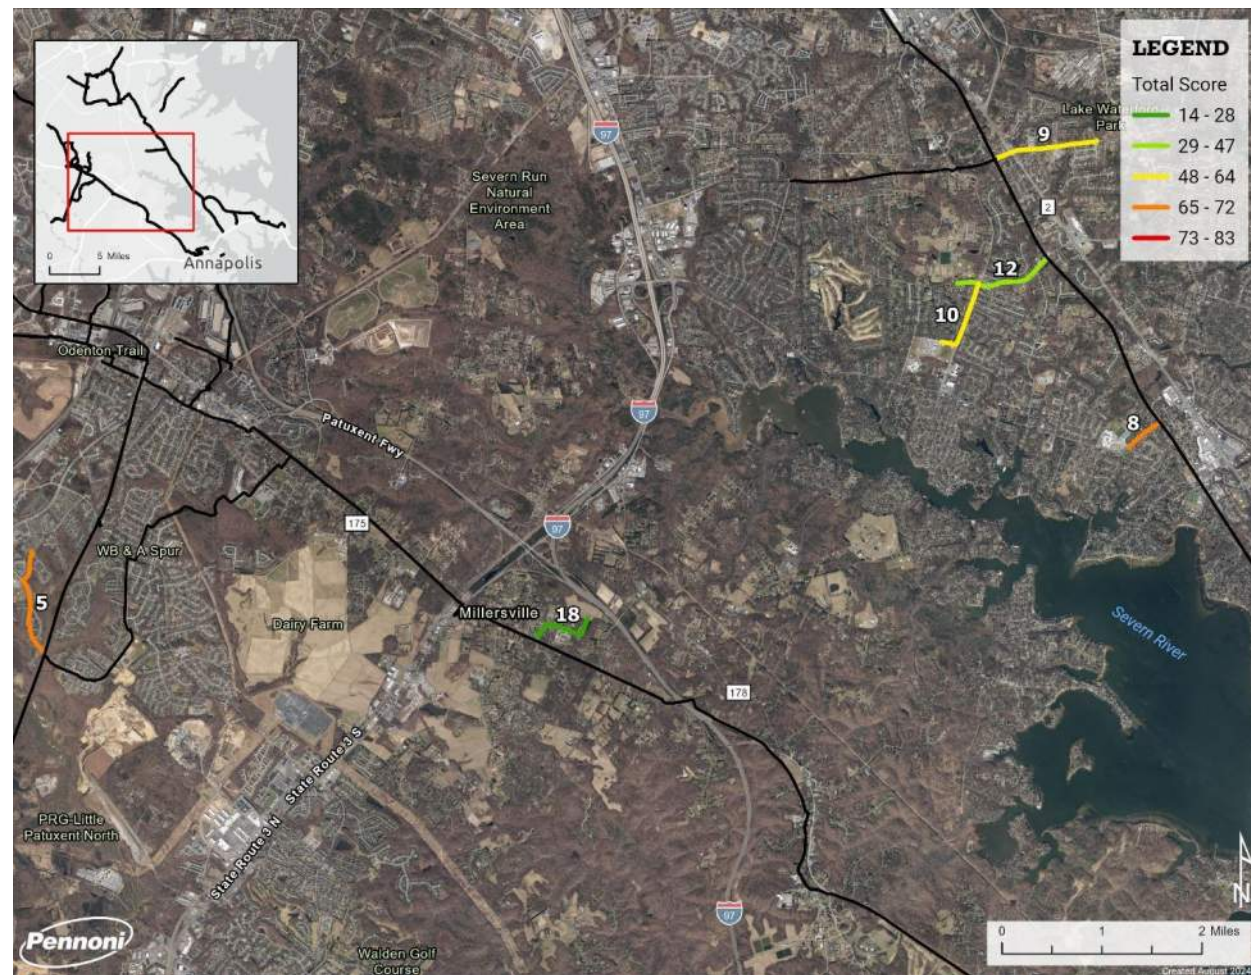 LEGEND
Total Score
14 - 28
29 - 47
48 - 64
65 - 72
73 - 83
0 5 Miles
Annapolis
97
Severn Run
Natural
Environment
Area
Park
9
2
12
10
8
Odenton Trail
Patuxent Fwy
97
97
175
WB & A Spur
5
Dairy Farm
Millersville
18
Severn River
178
State Route 3 S
State Route 3 N
PRG-Little
Patuxent North
97
Walden Golf
Course
Pennoni
N
0 1 2 Miles